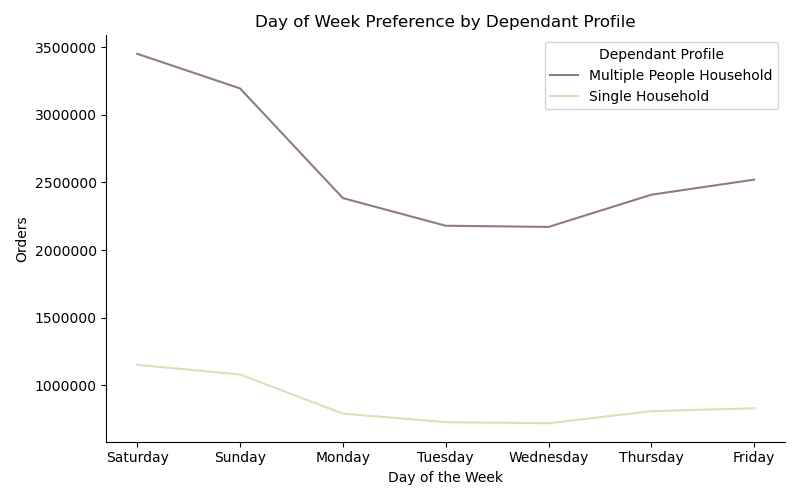 Day of Week Preference by Dependant Profile
Dependant Profile
Multiple People Household
Single Household
3500000
3000000
2500000
2000000
1500000
1000000
Orders
Saturday Sunday Monday Tuesday Wednesday Thursday Friday
Day of the Week